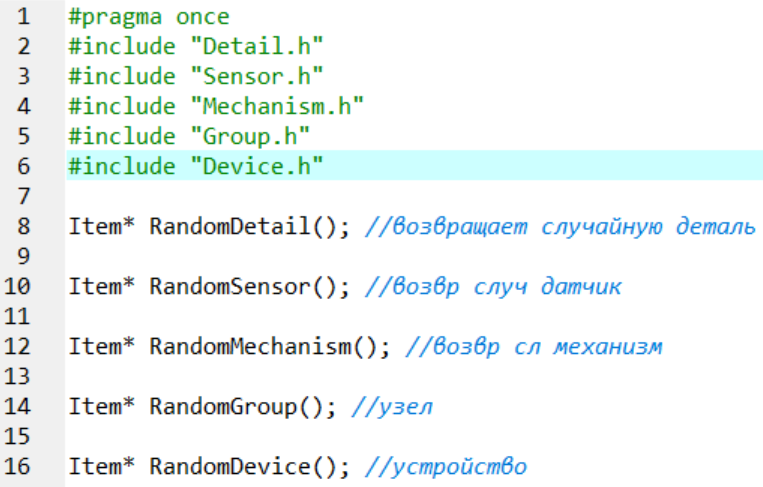 1 #pragma once
2 #include "Detail.h"
3 #include "Sensor.h"
4 #include "Mechanism.h"
5 #include "Group.h"
6 #include "Device.h"
7
8 Item* RandomDetail(); //возвращает случайную деталь
9
10 Item* RandomSensor(); //возвр случ датчик
11
12 Item* RandomMechanism(); //возвр сл механизм
13
14 Item* RandomGroup(); //узел
15
16 Item* RandomDevice(); //устройство